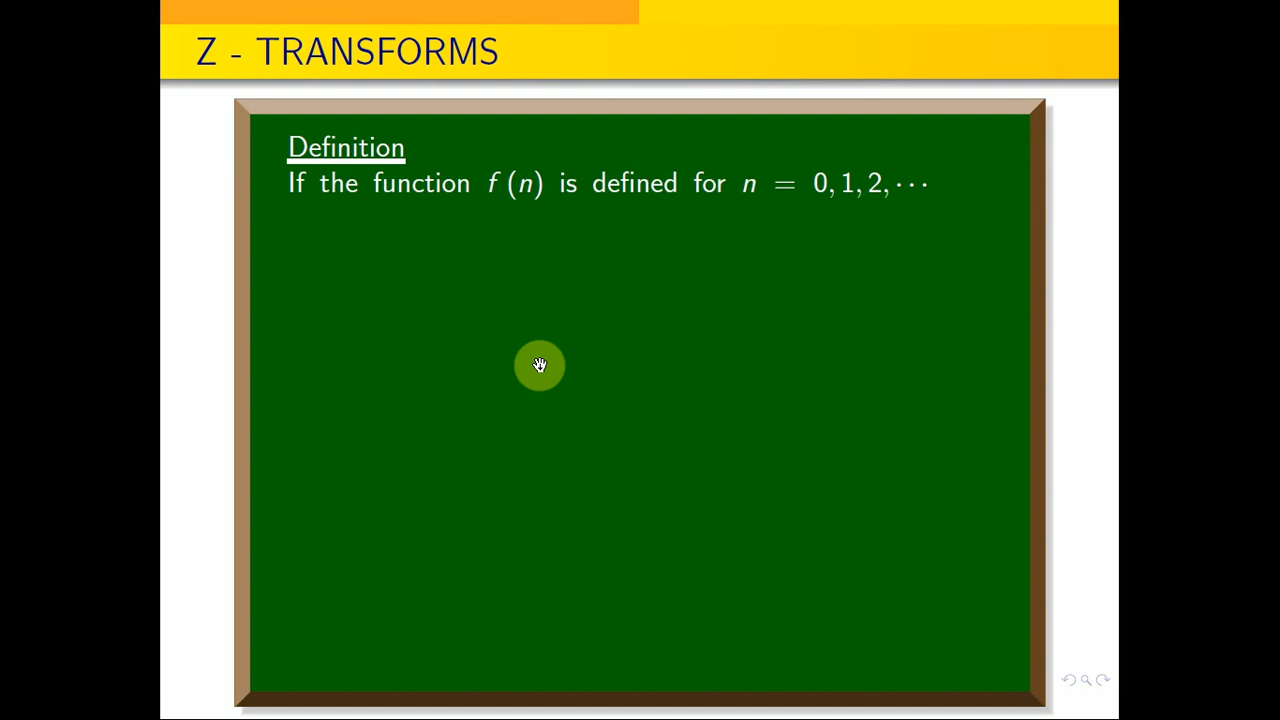 Z - TRANSFORMS
Definition
If the function f (n) is defined for n = 0, 1, 2, ···